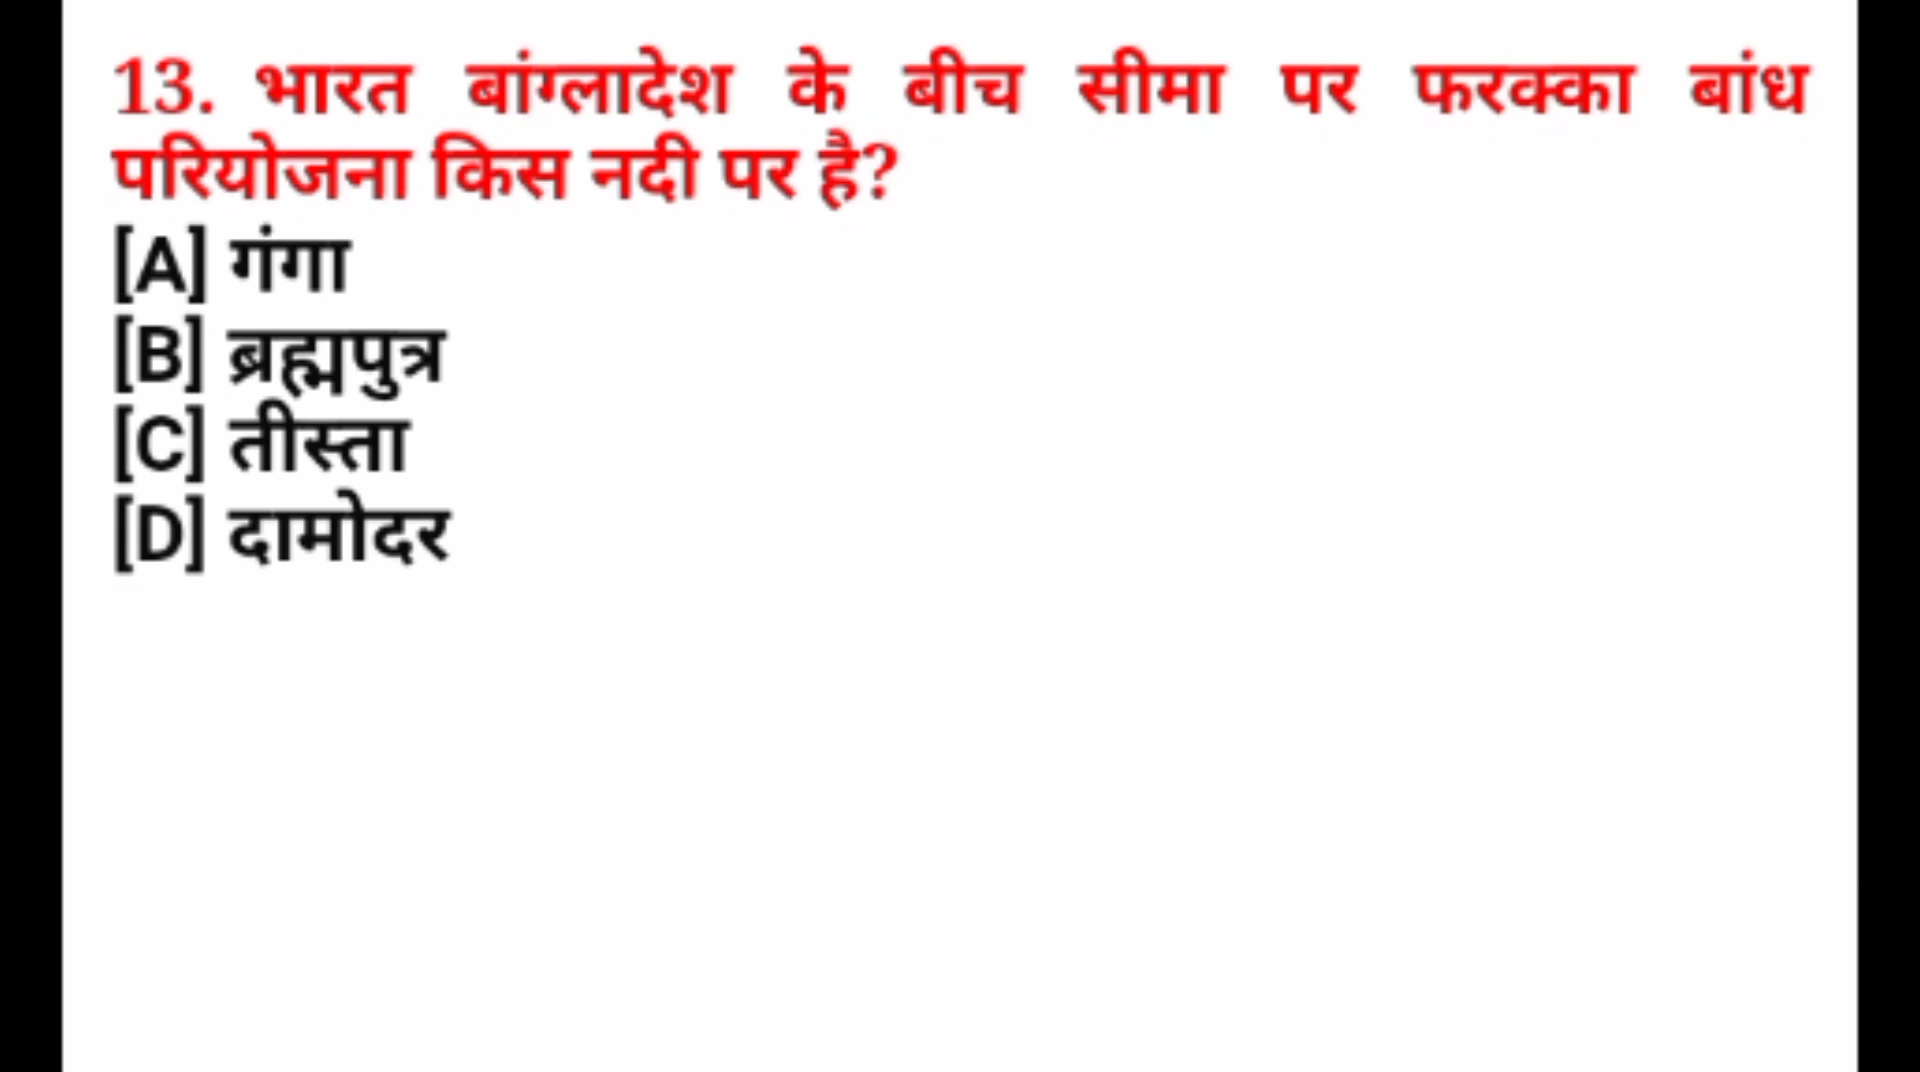 13. भारत बांग्लादेश के बीच सीमा पर फरक्का बांध
परियोजना किस नदी पर है?
[A] गंगा
[B] ब्रह्मपुत्र
[C] तीस्ता
[D] दामोदर